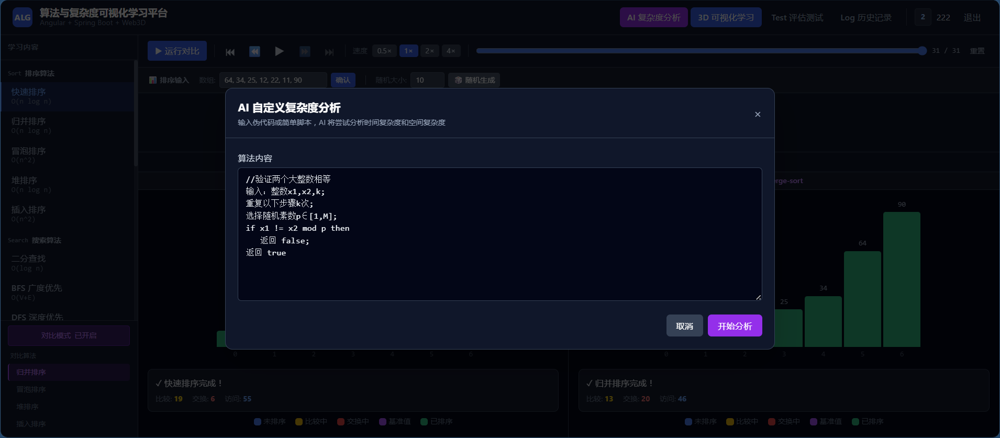 ALG
算法与复杂度可视化学习平台
Angular + Spring Boot + Web3D
AI 复杂度分析
3D 可视化学习
Test 评估测试
Log 历史记录
2
222
退出
学习内容
Sort 排序算法
快速排序
O(n log n)
归并排序
O(n log n)
冒泡排序
O(n^2)
堆排序
O(n log n)
插入排序
O(n^2)
Search 搜索算法
二分查找
O(log n)
BFS 广度优先
O(V+E)
DFS 深度优先
对比模式 已开启
对比算法
归并排序
冒泡排序
堆排序
插入排序
▶ 运行对比
速度
0.5×
1×
2×
4×
31 / 31
重置
排序输入
数组:
64, 34, 25, 12, 22, 11, 90
确认
随机大小:
10
随机生成
AI 自定义复杂度分析
输入伪代码或简单脚本，AI 将尝试分析时间复杂度和空间复杂度
×
算法内容
//验证两个大整数相等
输入：整数x1,x2,k;
重复以下步骤k次;
选择随机素数p∈[1,M];
if x1 != x2 mod p then
返回 false;
返回 true
取消
开始分析
rge-sort
25
34
64
90
0 1 2 3 4 5 6
0 1 2 3 4 5 6
✓ 快速排序完成！
比较: 19 交换: 6 访问: 55
未排序 比较中 交换中 基准值 已排序
✓ 归并排序完成！
比较: 13 交换: 20 访问: 46
未排序 比较中 交换中 基准值 已排序